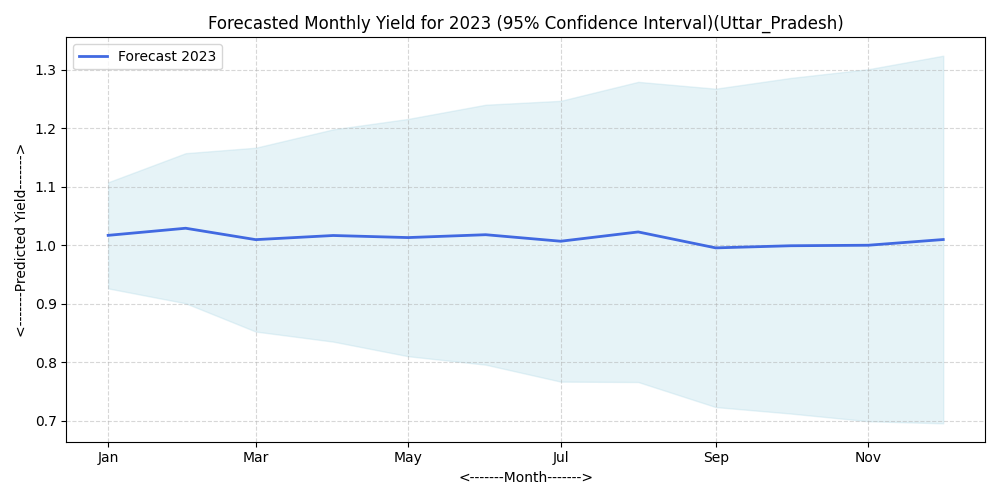 Forecasted Monthly Yield for 2023 (95% Confidence Interval)(Uttar_Pradesh)
Forecast 2023
<-------Predicted Yield------->
1.3
1.2
1.1
1.0
0.9
0.8
0.7
Jan Mar May Jul Sep Nov
<-------Month------->